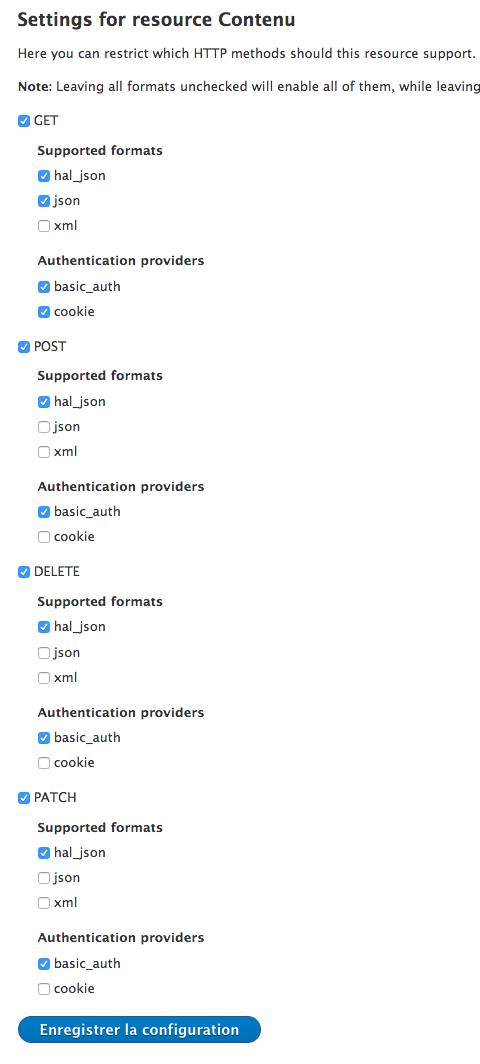 Settings for resource Contenu
Here you can restrict which HTTP methods should this resource support.
Note: Leaving all formats unchecked will enable all of them, while leaving
GET
Supported formats
hal_json
json
xml
Authentication providers
basic_auth
cookie
POST
Supported formats
hal_json
json
xml
Authentication providers
basic_auth
cookie
DELETE
Supported formats
hal_json
json
xml
Authentication providers
basic_auth
cookie
PATCH
Supported formats
hal_json
json
xml
Authentication providers
basic_auth
cookie
Enregistrer la configuration